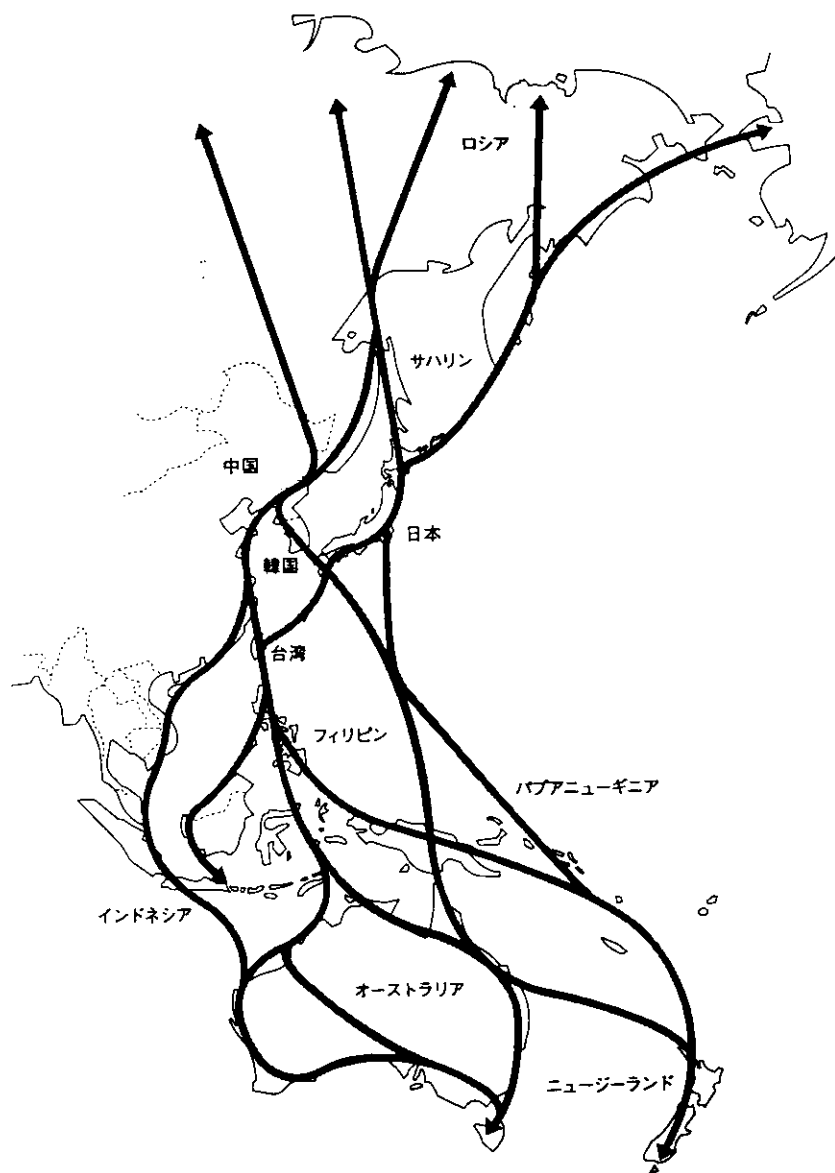 ロシア
サハリン
中国
日本
韓国
台湾
フィリピン
パプアニューギニア
インドネシア
オーストラリア
ニュージーランド